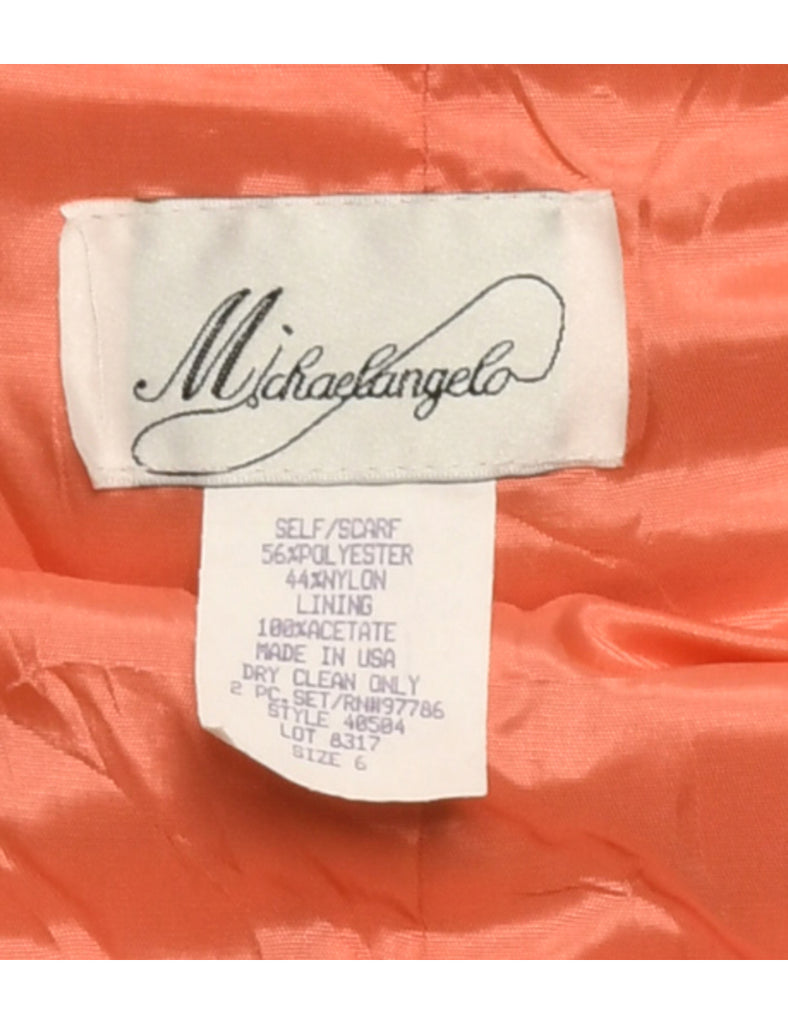 Michaelangelo
SELF/SCARF
56%POLYESTER
44%NYLON
LINING
100%ACETATE
MADE IN USA
DRY CLEAN ONLY
2 PC.SET/RN#97786
STYLE 40504
LOT 8317
SIZE 6